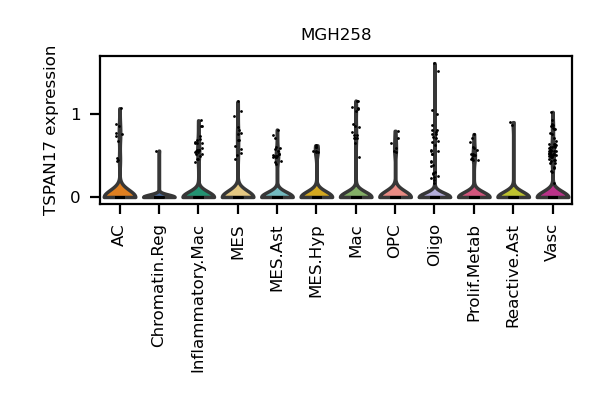 MGH258
TSPAN17 expression
1
0
AC
Chromatin.Reg
Inflammatory.Mac
MES
MES.Ast
MES.Hyp
Mac
OPC
Oligo
Prolif.Metab
Reactive.Ast
Vasc